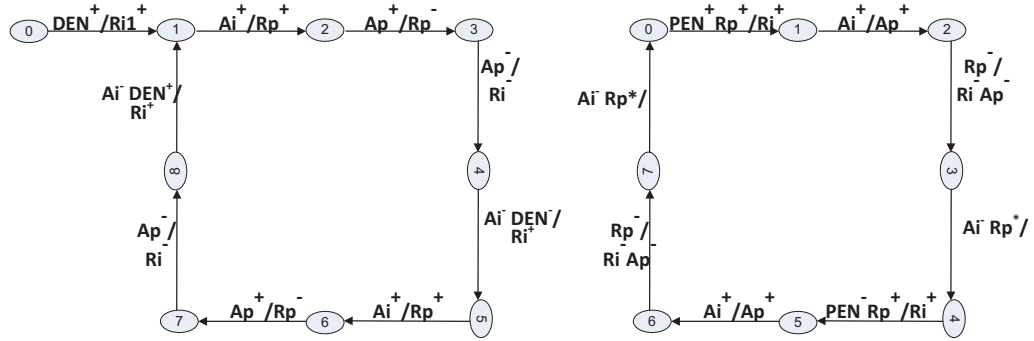 DEN⁺/Ri1⁺
Ai⁺/Rp⁺
Ap⁺/Rp⁻
0
1
2
3
Ap⁻/
Ri⁻
Ai⁻ DEN⁺/
Ri⁺
8
4
Ai⁻ DEN⁻/
Ri⁺
Ap⁻/
Ri⁻
Ap⁺/Rp⁻
Ai⁺/Rp⁺
7
6
5
PEN⁺ Rp⁺/Ri⁺
Ai⁺/Ap⁺
0
1
2
Rp⁻/
Ri⁻ Ap⁻
Ai⁻ Rp*/
7
3
Ai⁻ Rp*/
Rp⁻/
Ri⁻ Ap⁻
Ai⁺/Ap⁺
PEN⁻ Rp⁺/Ri⁺
6
5
4